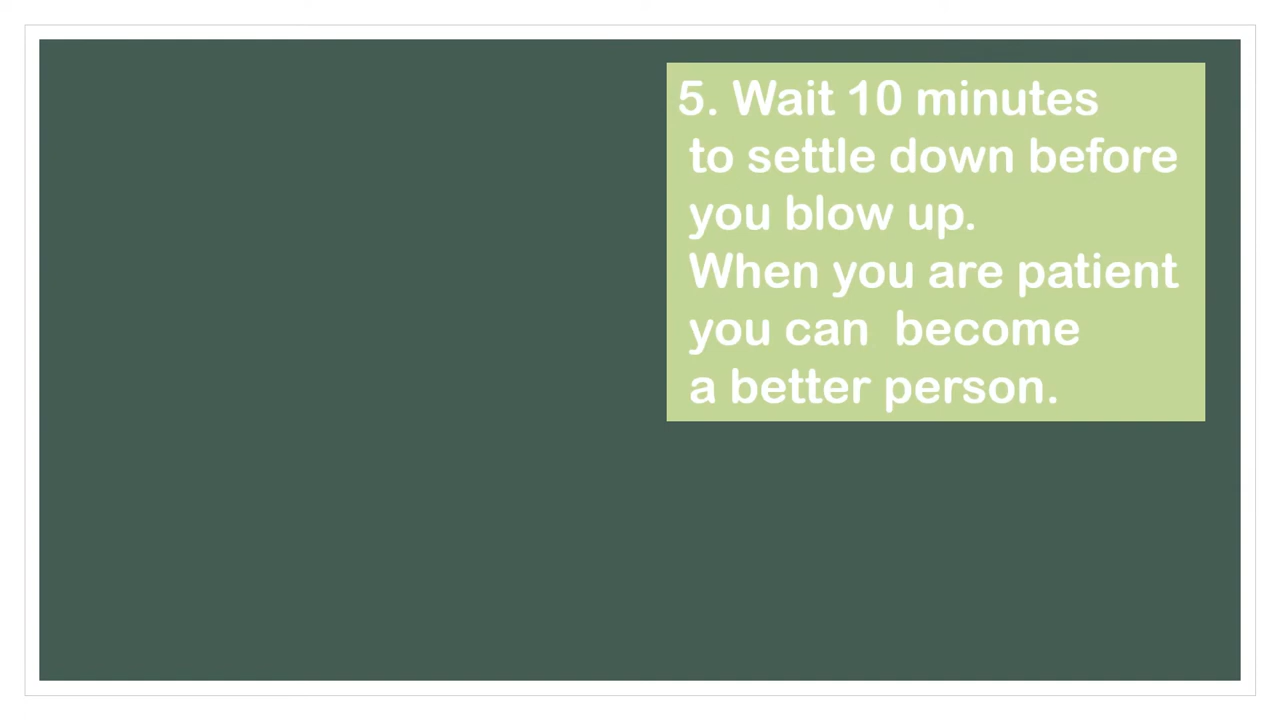 5. Wait 10 minutes
to settle down before
you blow up.
When you are patient
you can become
a better person.